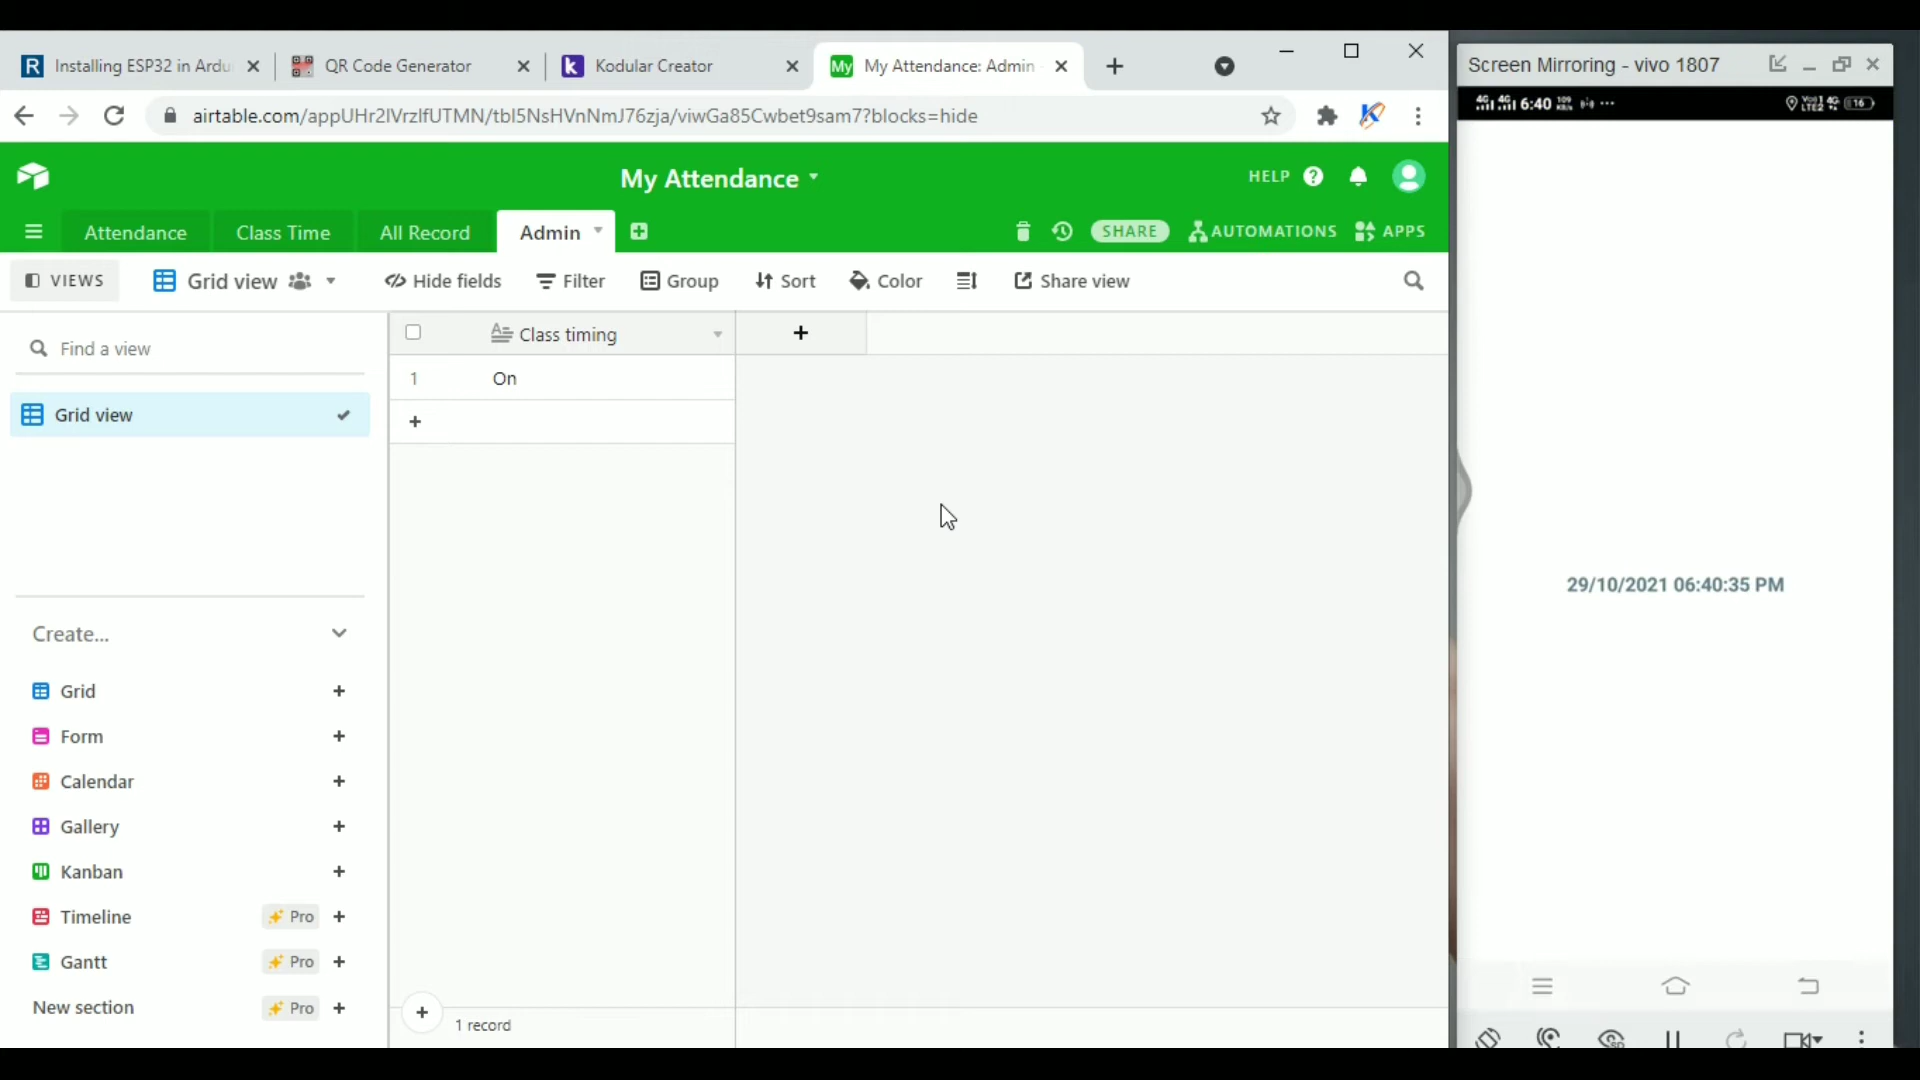 Installing ESP32 in Ardu
QR Code Generator
Kodular Creator
My Attendance: Admin
Screen Mirroring - vivo 1807
airtable.com/appUHr2IVrzlfUTMN/tbl5NsHVnNmJ76zja/viwGa85Cwbet9sam7?blocks=hide
6:40
My Attendance
HELP
Attendance
Class Time
All Record
Admin
SHARE
AUTOMATIONS
APPS
VIEWS
Grid view
Hide fields
Filter
Group
Sort
Color
Share view
Find a view
Class timing
1 On
Grid view
29/10/2021 06:40:35 PM
Create...
Grid
Form
Calendar
Gallery
Kanban
Timeline Pro
Gantt Pro
New section Pro
1 record